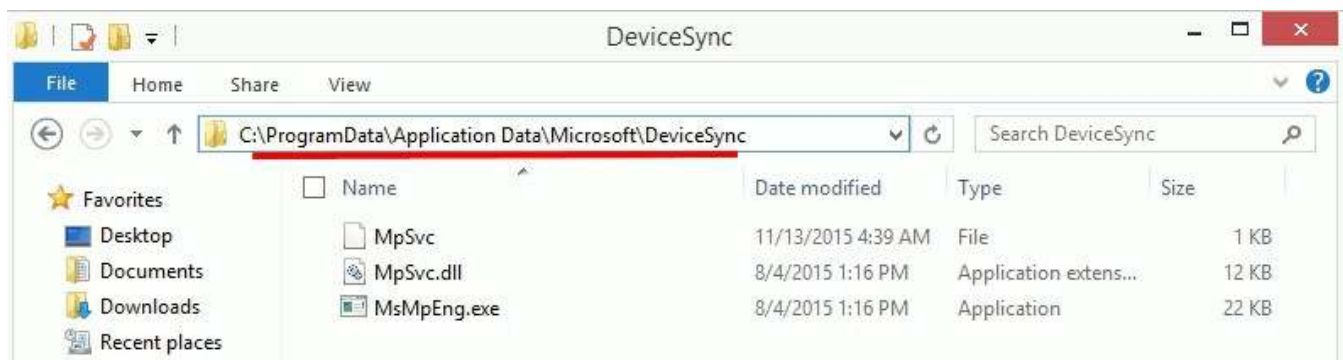 DeviceSync
File Home Share View
C:\ProgramData\Application Data\Microsoft\DeviceSync Search DeviceSync
Favorites
Desktop
Documents
Downloads
Recent places
Name Date modified Type Size
MpSvc 11/13/2015 4:39 AM File 1 KB
MpSvc.dll 8/4/2015 1:16 PM Application extens... 12 KB
MsMpEng.exe 8/4/2015 1:16 PM Application 22 KB